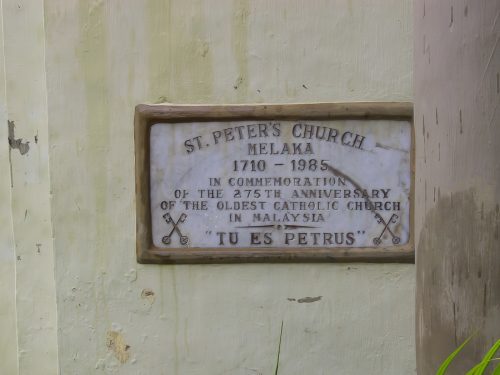 ST. PETER'S CHURCH
MELAKA
1710 - 1985
IN COMMEMORATION
OF THE 275TH ANNIVERSARY
OF THE OLDEST CATHOLIC CHURCH
IN MALAYSIA
"TU ES PETRUS"